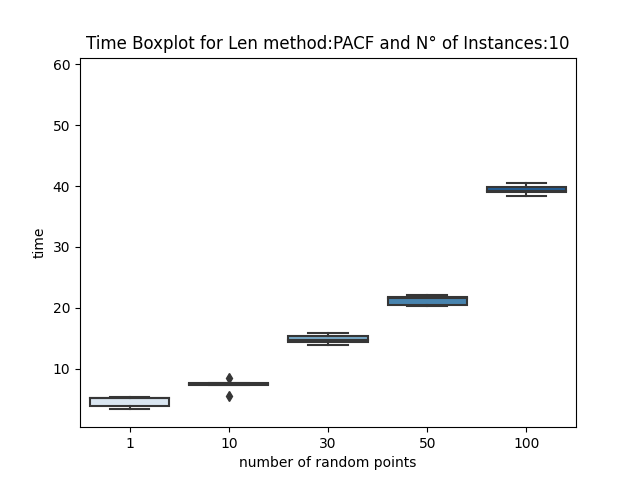 Time Boxplot for Len method:PACF and N° of Instances:10
60
50
40
30
20
10
time
1 10 30 50 100
number of random points